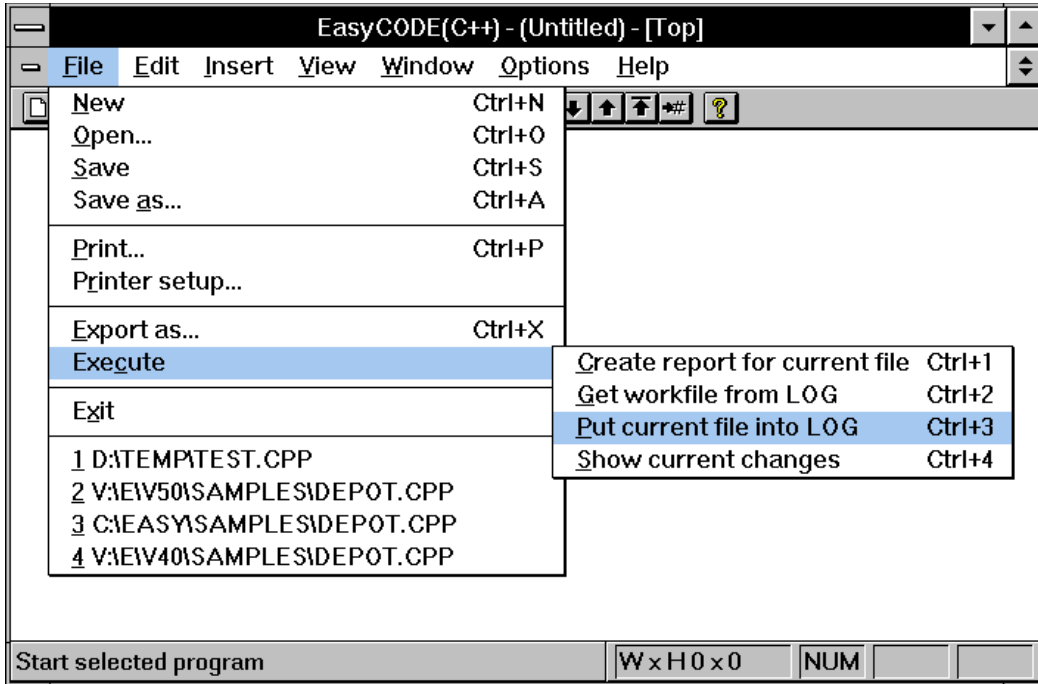 EasyCODE(C++) - (Untitled) - [Top]
File Edit Insert View Window Options Help
New Ctrl+N
Open... Ctrl+O
Save Ctrl+S
Save as... Ctrl+A
Print... Ctrl+P
Printer setup...
Export as... Ctrl+X
Execute
Create report for current file Ctrl+1
Get workfile from LOG Ctrl+2
Put current file into LOG Ctrl+3
Show current changes Ctrl+4
Exit
1 D:\TEMP\TEST.CPP
2 V:\E\V50\SAMPLES\DEPOT.CPP
3 C:\EASY\SAMPLES\DEPOT.CPP
4 V:\E\V40\SAMPLES\DEPOT.CPP
Start selected program W x H 0 x 0 NUM